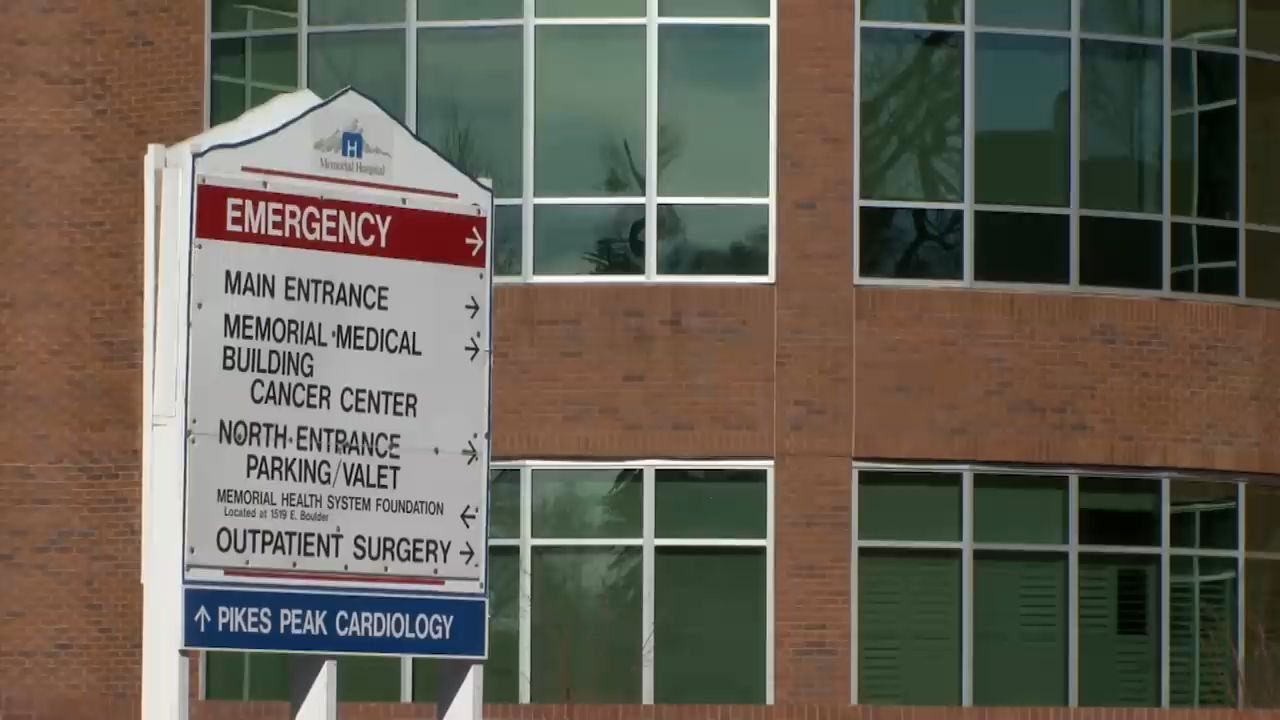 Memorial Hospital
EMERGENCY →
MAIN ENTRANCE →
MEMORIAL MEDICAL →
BUILDING
CANCER CENTER
NORTH ENTRANCE →
PARKING/VALET
MEMORIAL HEALTH SYSTEM FOUNDATION ←
Located at 1519 E. Boulder
OUTPATIENT SURGERY →
↑ PIKES PEAK CARDIOLOGY